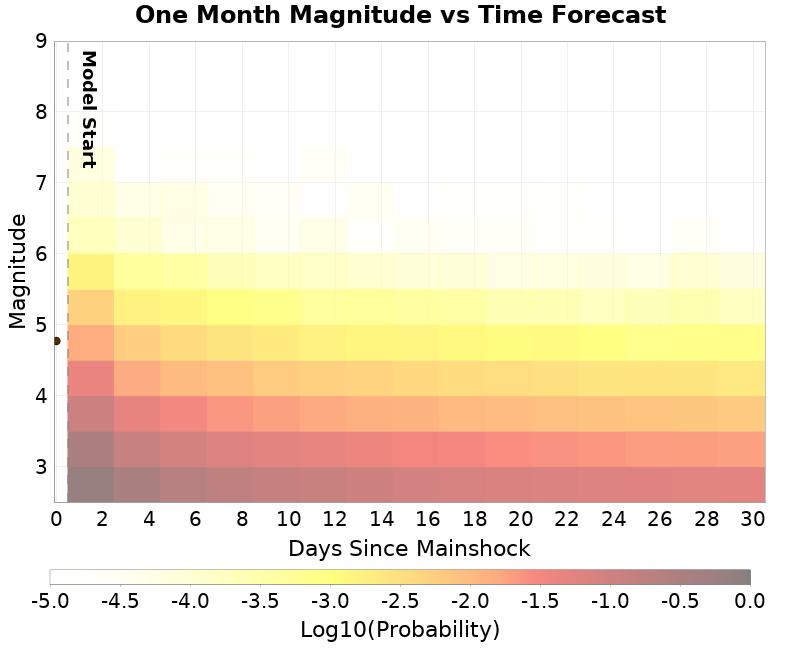 One Month Magnitude vs Time Forecast
9
8
7
6
5
4
3
Magnitude
Model Start
0 2 4 6 8 10 12 14 16 18 20 22 24 26 28 30
Days Since Mainshock
-5.0 -4.5 -4.0 -3.5 -3.0 -2.5 -2.0 -1.5 -1.0 -0.5 0.0
Log10(Probability)